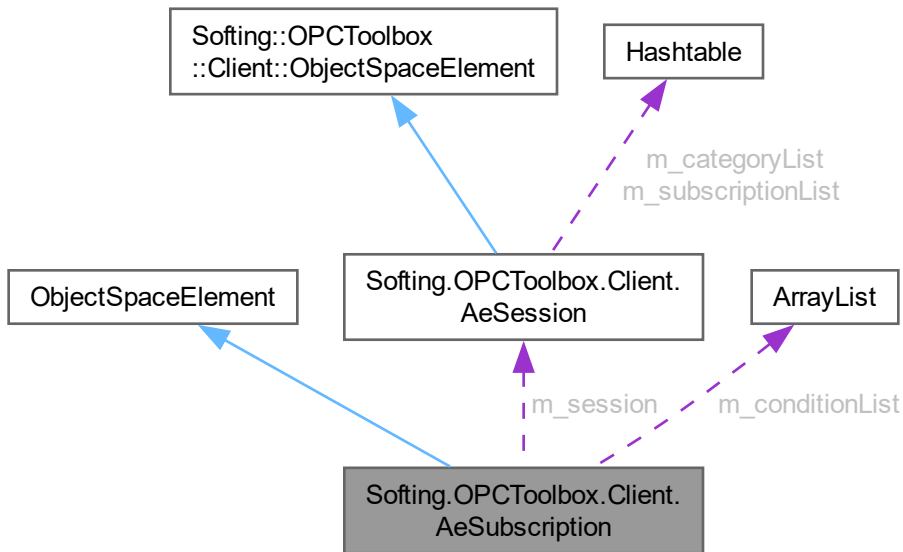 Softing::OPCToolbox
::Client::ObjectSpaceElement
Hashtable
m_categoryList
m_subscriptionList
ObjectSpaceElement
Softing.OPCToolbox.Client.
AeSession
ArrayList
m_session
m_conditionList
Softing.OPCToolbox.Client.
AeSubscription